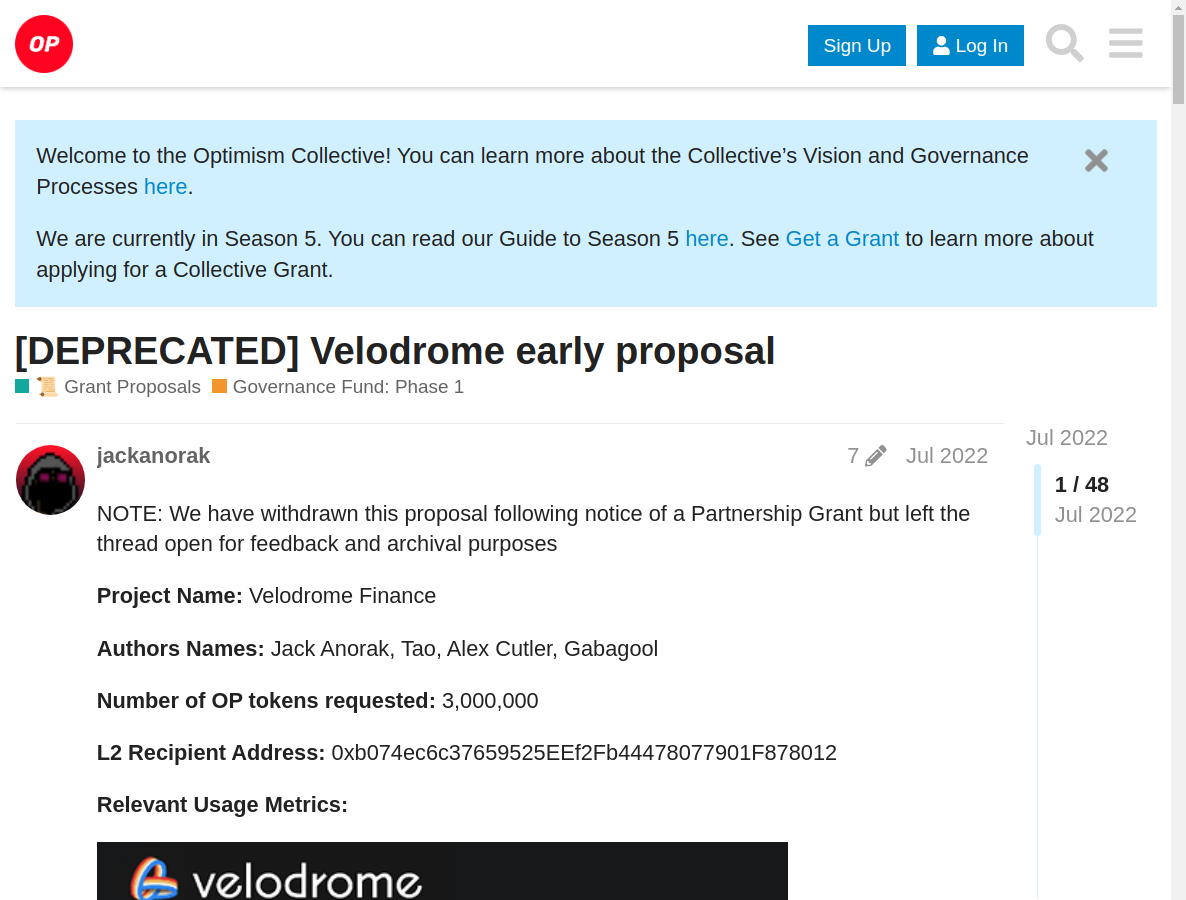 OP
Sign Up
Log In
Welcome to the Optimism Collective! You can learn more about the Collective’s Vision and Governance
Processes here.
We are currently in Season 5. You can read our Guide to Season 5 here. See Get a Grant to learn more about
applying for a Collective Grant.
[DEPRECATED] Velodrome early proposal
Grant Proposals Governance Fund: Phase 1
jackanorak 7 Jul 2022
NOTE: We have withdrawn this proposal following notice of a Partnership Grant but left the
thread open for feedback and archival purposes
Project Name: Velodrome Finance
Authors Names: Jack Anorak, Tao, Alex Cutler, Gabagool
Number of OP tokens requested: 3,000,000
L2 Recipient Address: 0xb074ec6c37659525EEf2Fb44478077901F878012
Relevant Usage Metrics:
velodrome
Jul 2022
1 / 48
Jul 2022